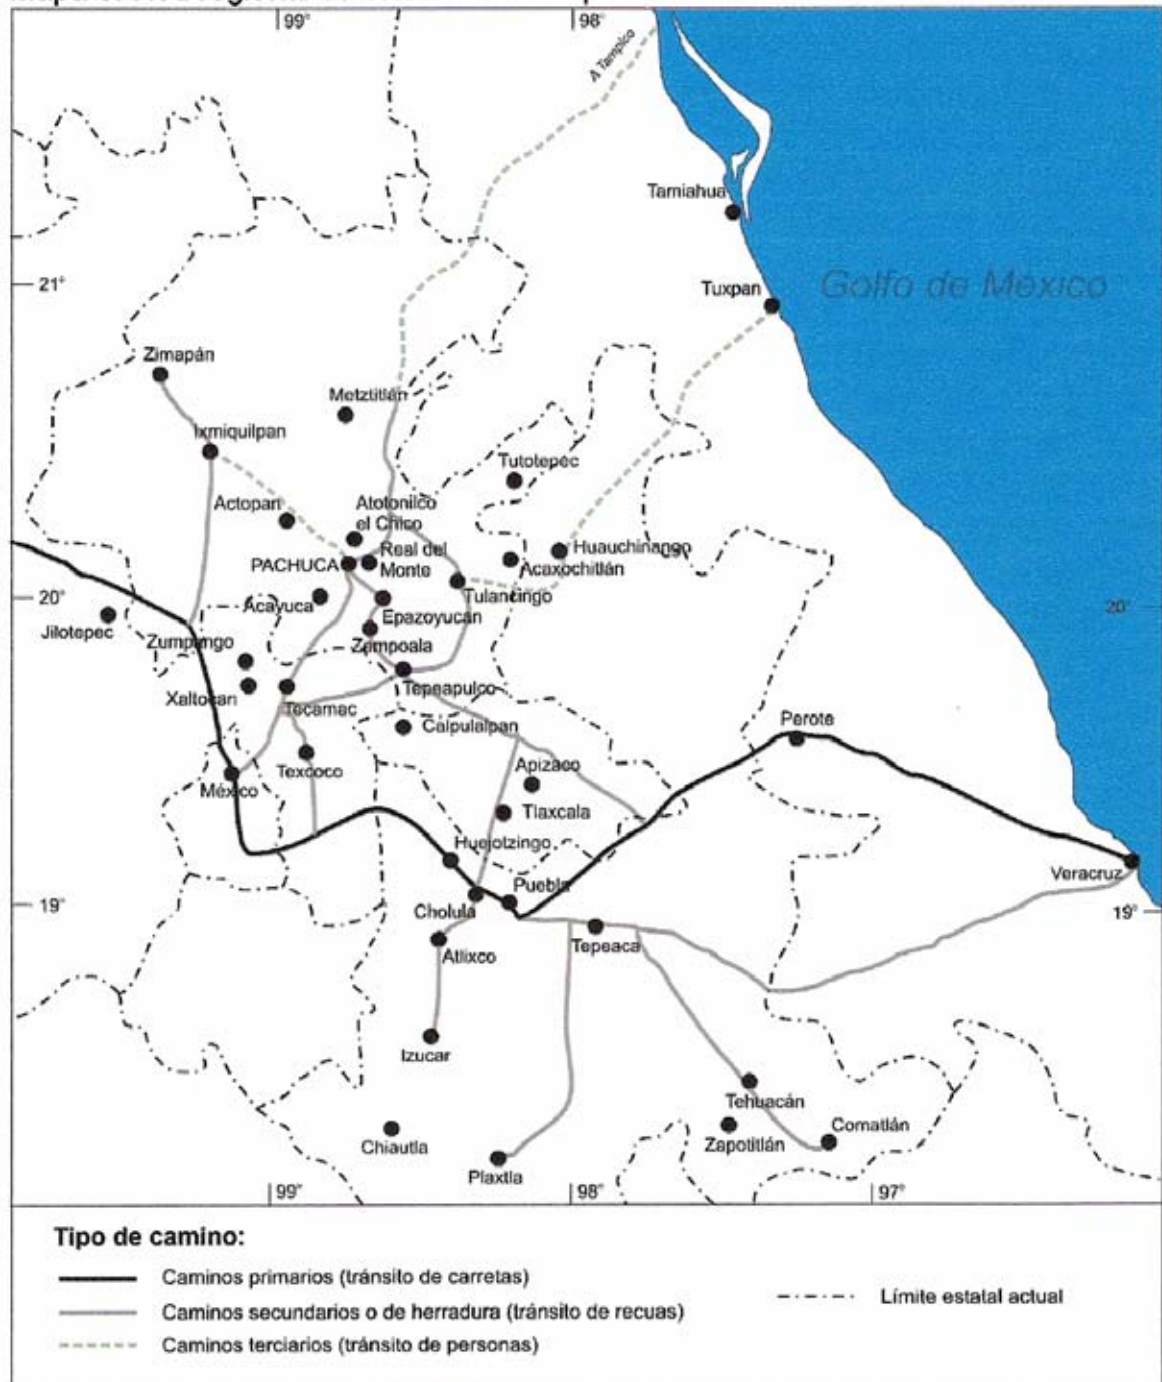 99°
98°
A Tampico
Tamiahua
21°
Golfo de México
Tuxpan
Zimapán
Metztitlán
Ixmiquilpan
Tutotepec
Actopan
Atotonilco
el Chico
Real del
Monte
PACHUCA
Huauchinango
Acaxochitlán
20°
Acayuca
Tulancingo
Epazoyucan
20°
Jilotepec
Zumpango
Zempoala
Xaltocan
Tecamac
Tepeapulco
Calpulalpan
Perote
Texcoco
Apizaco
México
Tlaxcala
Huejotzingo
Veracruz
Puebla
19°
Cholula
19°
Tepeaca
Atlixco
Izucar
Tehuacán
Chiautla
Zapotitlán
Comatlán
Plaxtla
99°
98°
97°
Tipo de camino:
Caminos primarios (tránsito de carretas)
Caminos secundarios o de herradura (tránsito de recuas)
Límite estatal actual
Caminos terciarios (tránsito de personas)